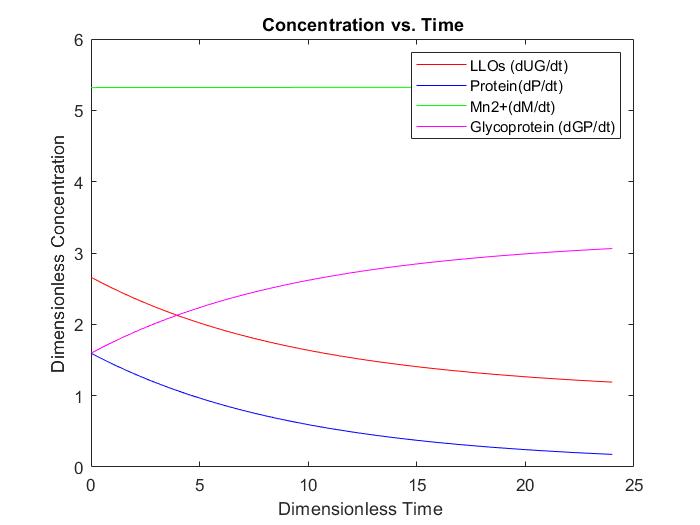 Concentration vs. Time
6
5
4
3
2
1
0
Dimensionless Concentration
LLOs (dUG/dt)
Protein(dP/dt)
Mn2+(dM/dt)
Glycoprotein (dGP/dt)
0 5 10 15 20 25
Dimensionless Time